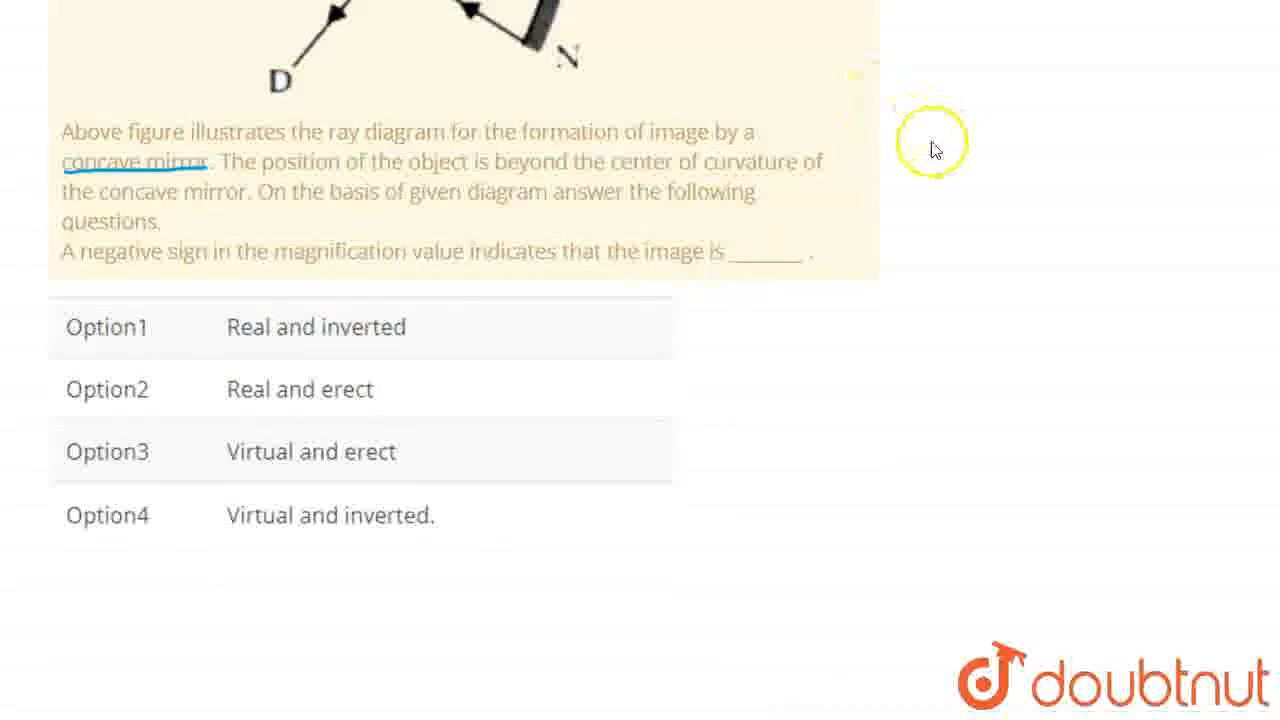 D
N
Above figure illustrates the ray diagram for the formation of image by a
concave mirror. The position of the object is beyond the center of curvature of
the concave mirror. On the basis of given diagram answer the following
questions.
A negative sign in the magnification value indicates that the image is _______ .
Option1 Real and inverted
Option2 Real and erect
Option3 Virtual and erect
Option4 Virtual and inverted.
doubtnut